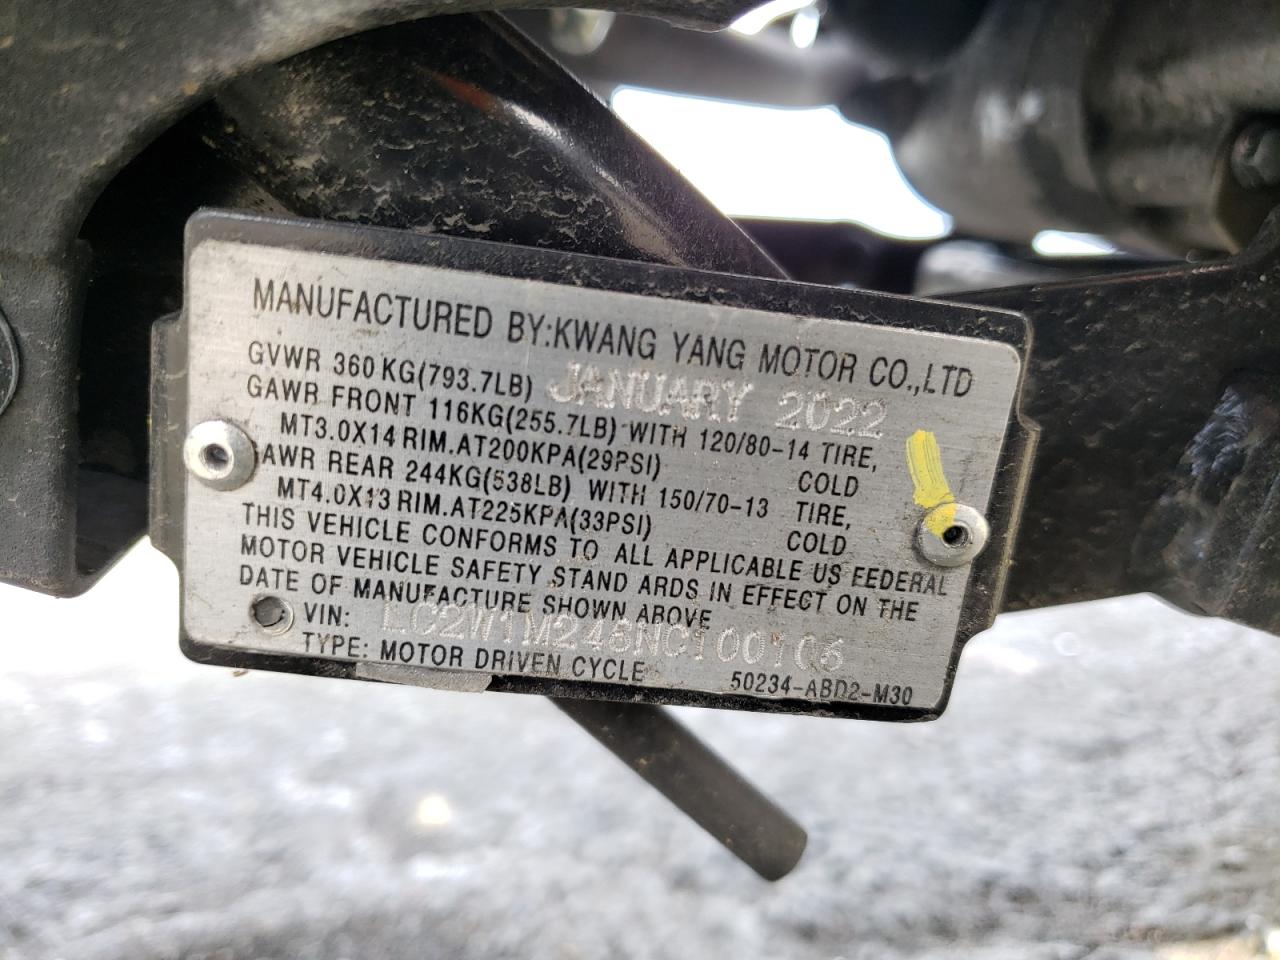 MANUFACTURED BY:KWANG YANG MOTOR CO.,LTD
GVWR 360 KG(793.7LB) JANUARY 2022
GAWR FRONT 116KG(255.7LB) WITH 120/80-14 TIRE,
MT3.0X14 RIM.AT200KPA(29PSI) COLD
AWR REAR 244KG(538LB) WITH 150/70-13 TIRE,
MT4.0X13 RIM.AT225KPA(33PSI) COLD
THIS VEHICLE CONFORMS TO ALL APPLICABLE US FEDERAL
MOTOR VEHICLE SAFETY STAND ARDS IN EFFECT ON THE
DATE OF MANUFACTURE SHOWN ABOVE
VIN: LC2W1M246NC100106
TYPE: MOTOR DRIVEN CYCLE 50234-ABD2-M30